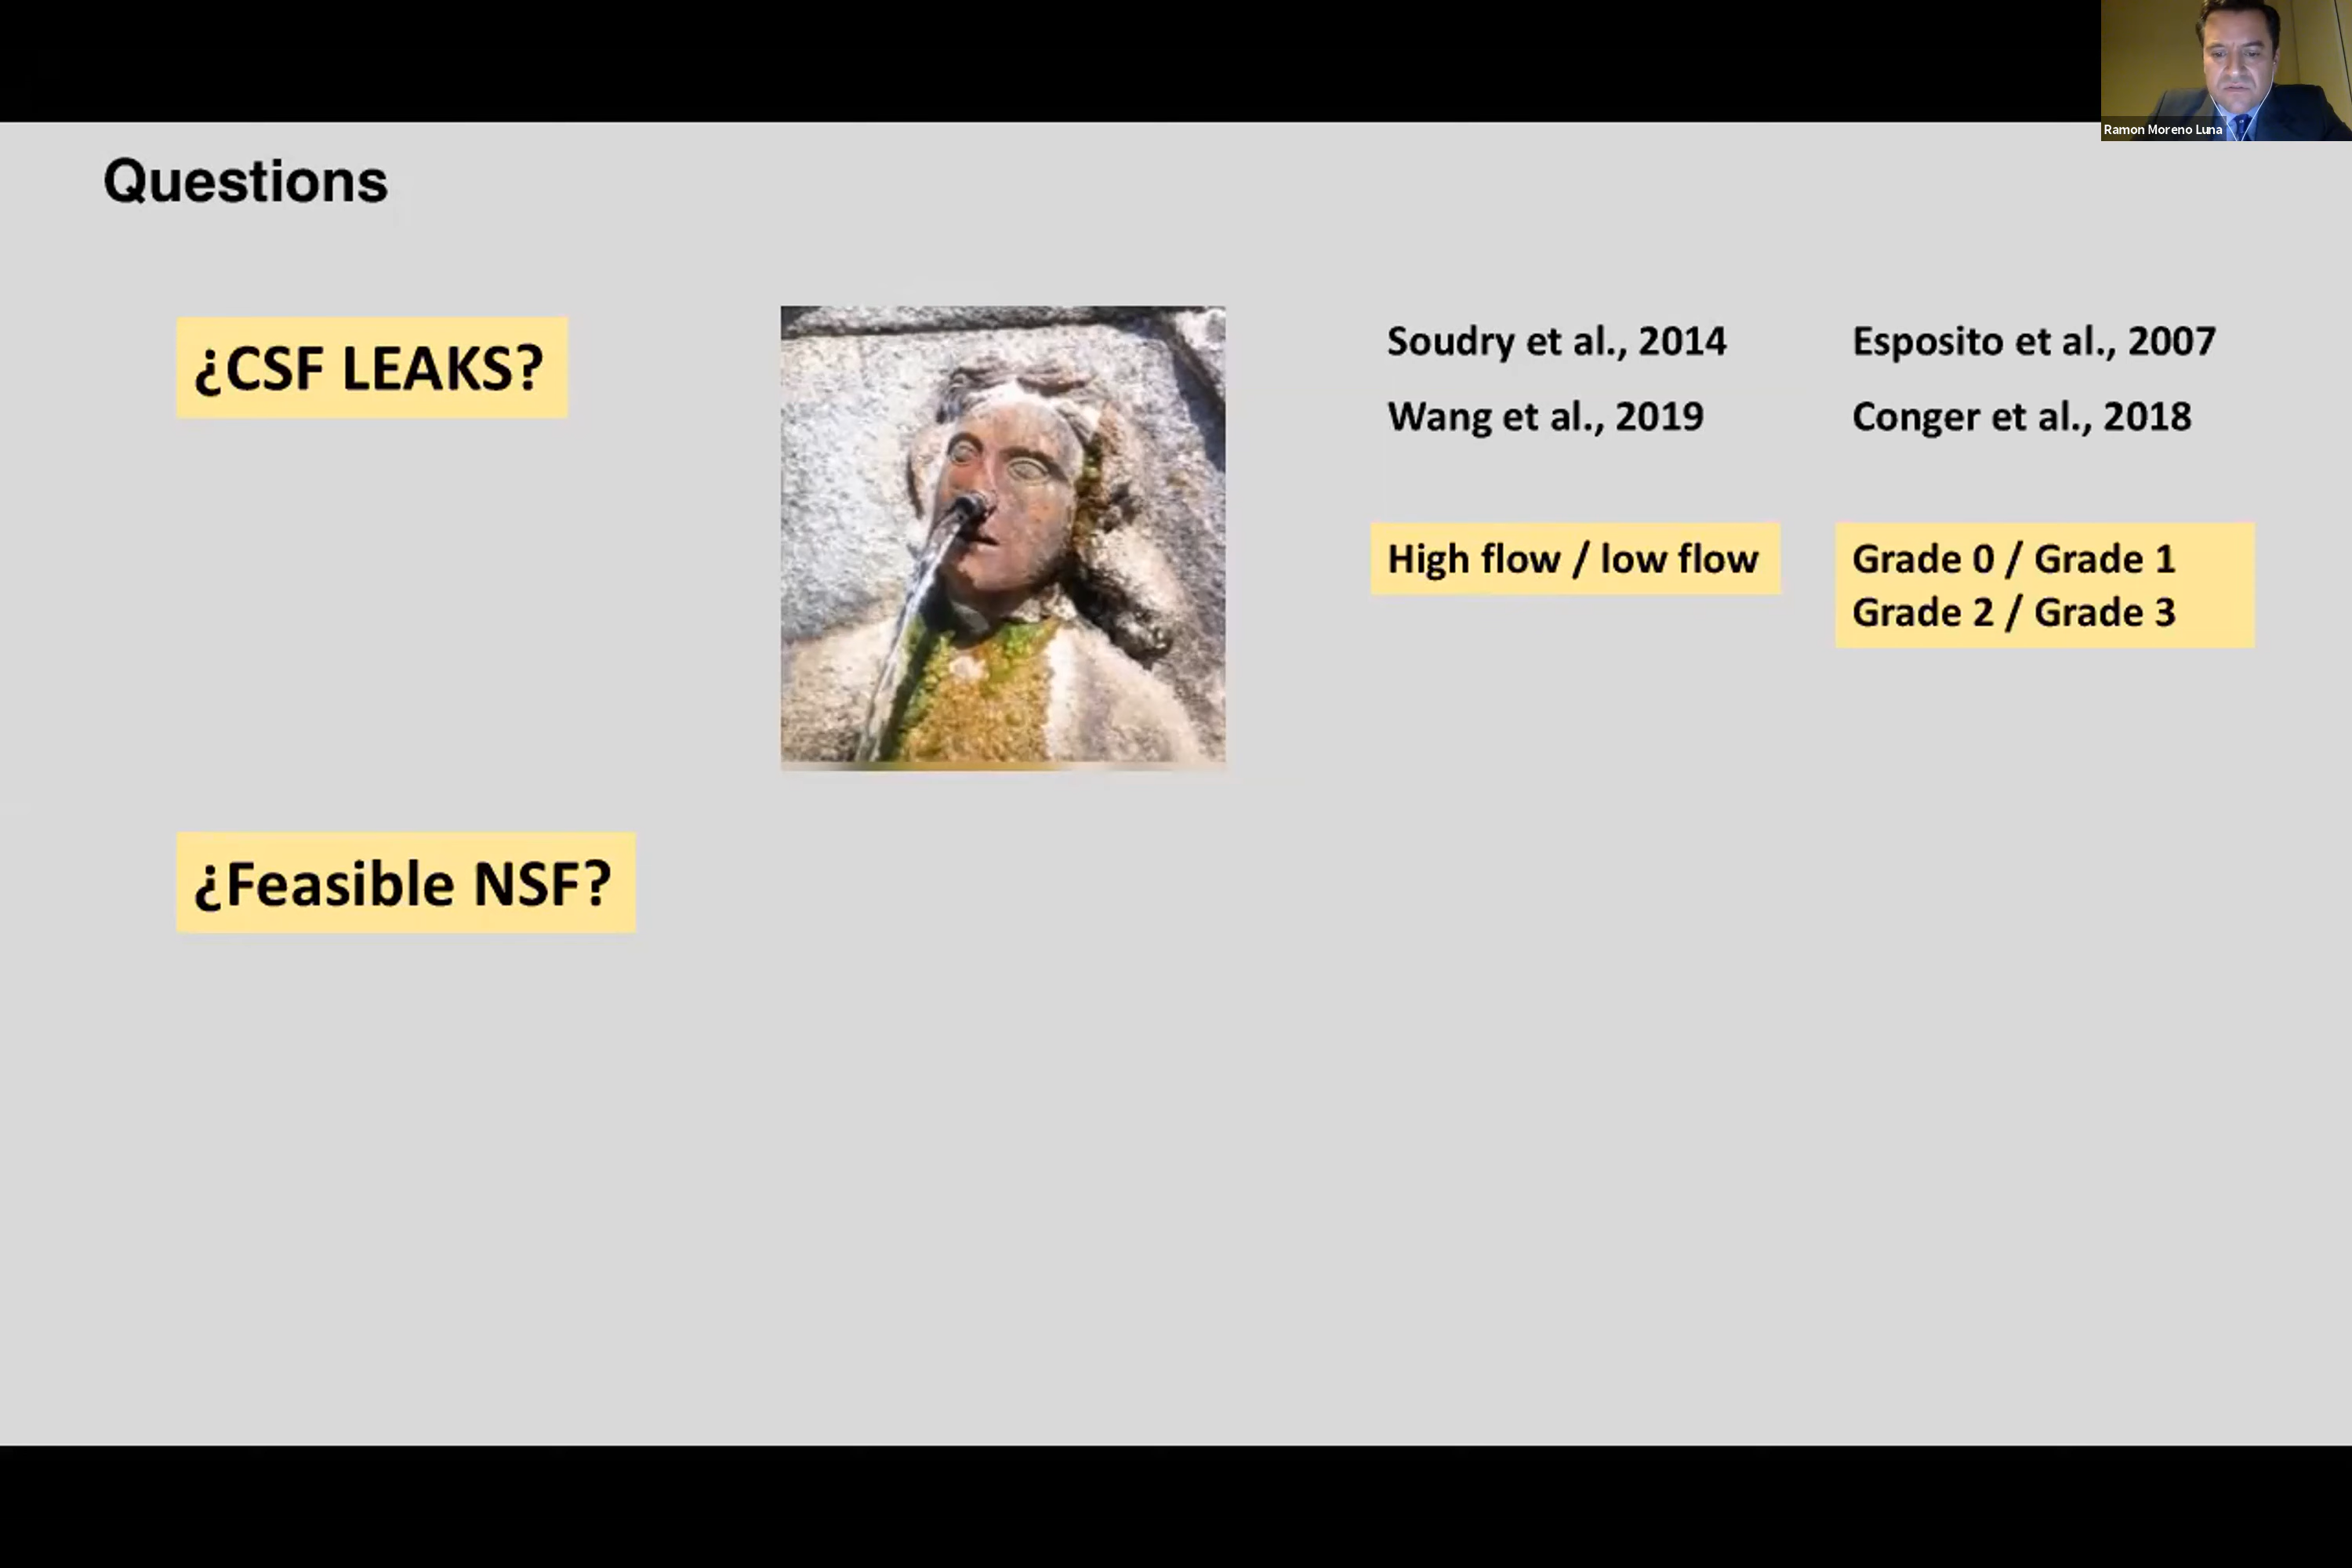 Ramon Moreno Luna
Questions
¿CSF LEAKS?
Soudry et al., 2014
Wang et al., 2019
Esposito et al., 2007
Conger et al., 2018
High flow / low flow
Grade 0 / Grade 1
Grade 2 / Grade 3
¿Feasible NSF?